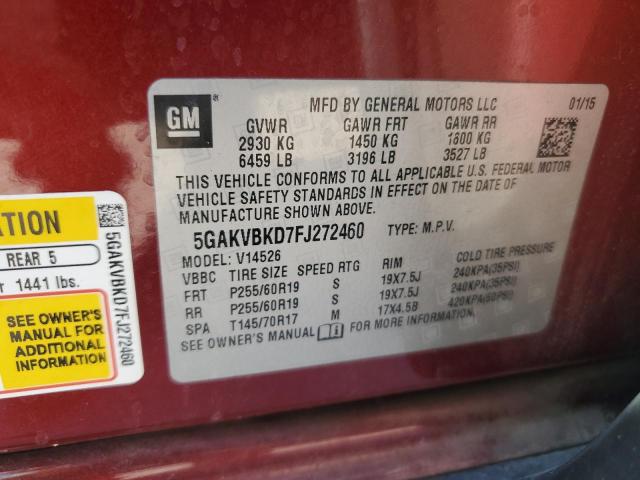 GM
MFD BY GENERAL MOTORS LLC 01/15
GVWR GAWR FRT GAWR RR
2930 KG 1450 KG 1600 KG
6459 LB 3196 LB 3527 LB
THIS VEHICLE CONFORMS TO ALL APPLICABLE U.S. FEDERAL MOTOR
VEHICLE SAFETY STANDARDS IN EFFECT ON THE DATE OF
MANUFACTURE SHOWN ABOVE.
5GAKVBKD7FJ272460 TYPE: M.P.V.
MODEL: V14526
VBBC TIRE SIZE SPEED RTG RIM COLD TIRE PRESSURE
FRT P255/60R19 S 19X7.5J 240KPA(35PSI)
RR P255/60R19 S 19X7.5J 240KPA(35PSI)
SPA T145/70R17 M 17X4.5B 420KPA(60PSI)
SEE OWNER'S MANUAL FOR MORE INFORMATION.
ATION
REAR 5
r 1441 lbs.
SEE OWNER'S
MANUAL FOR
ADDITIONAL
INFORMATION
5GAKVBKD7FJ272460